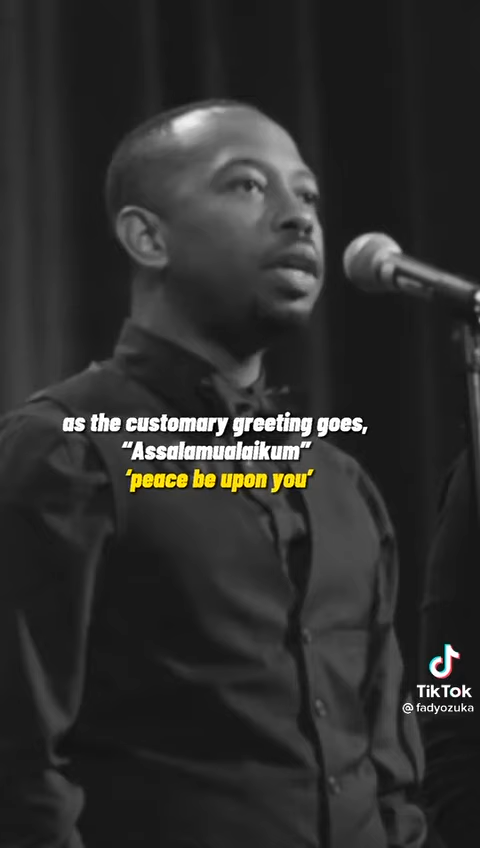 as the customary greeting goes,
“Assalamualaikum”
‘peace be upon you’
TikTok
@fadyozuka